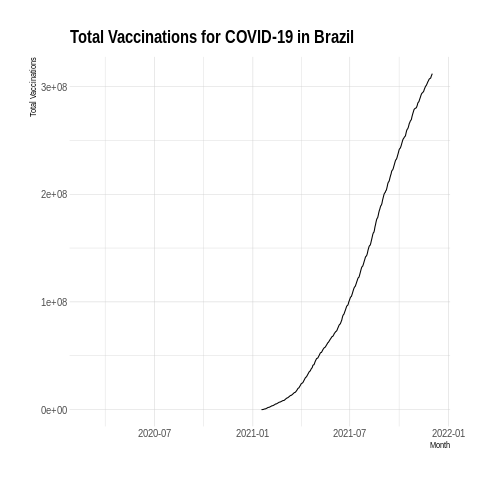 Total Vaccinations for COVID-19 in Brazil
Total Vaccinations
3e+08
2e+08
1e+08
0e+00
2020-07 2021-01 2021-07 2022-01
Month